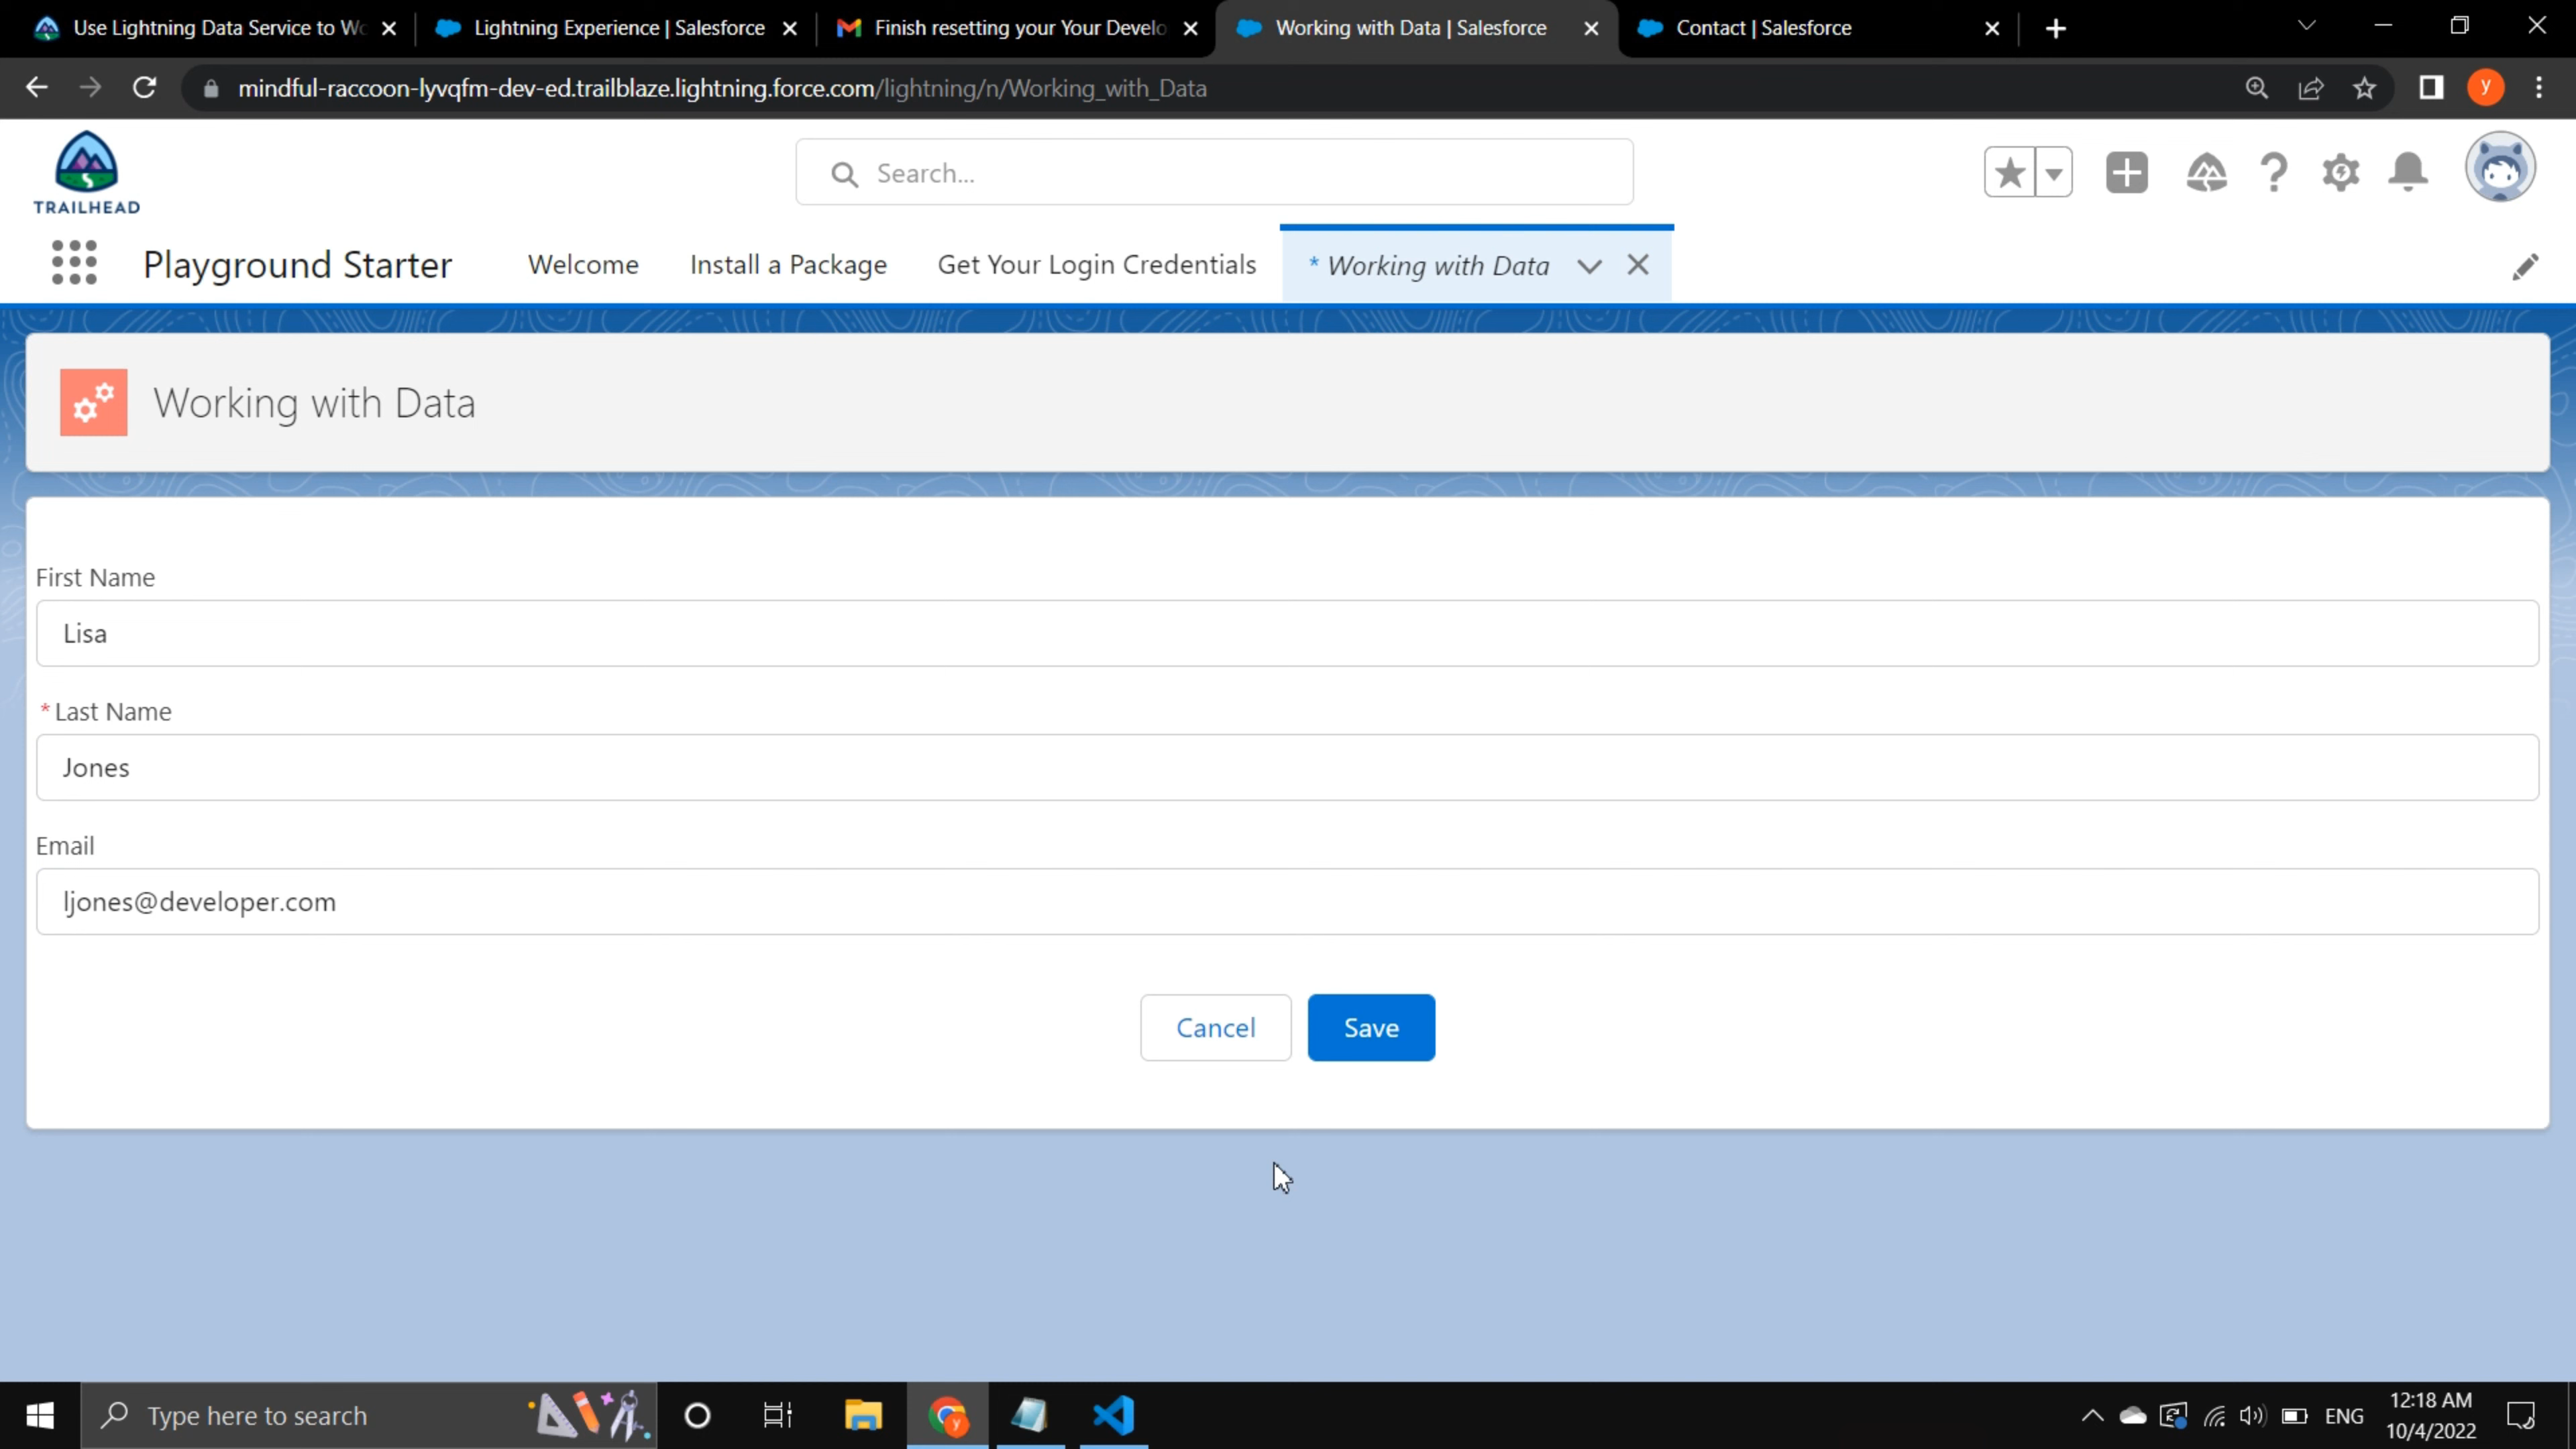 Use Lightning Data Service to Wo
Lightning Experience | Salesforce
Finish resetting your Your Develo
Working with Data | Salesforce
Contact | Salesforce
mindful-raccoon-lyvqfm-dev-ed.trailblaze.lightning.force.com/lightning/n/Working_with_Data
y
TRAILHEAD
Search...
Playground Starter
Welcome
Install a Package
Get Your Login Credentials
* Working with Data
Working with Data
First Name
Lisa
* Last Name
Jones
Email
ljones@developer.com
Cancel
Save
Type here to search
y
ENG
12:18 AM
10/4/2022